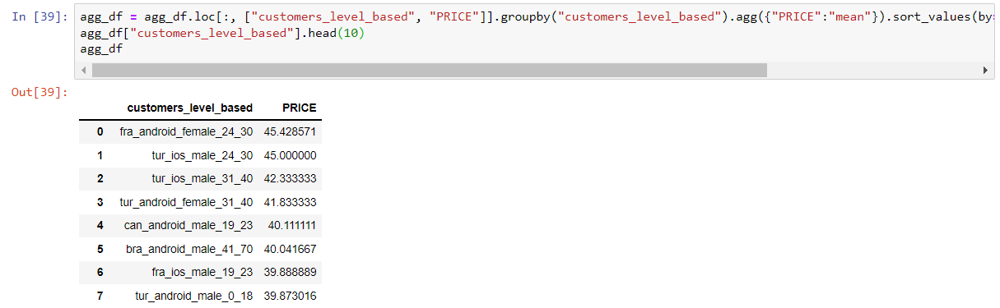 In [39]: agg_df = agg_df.loc[:, ["customers_level_based", "PRICE"]].groupby("customers_level_based").agg({"PRICE":"mean"}).sort_values(by
agg_df["customers_level_based"].head(10)
agg_df
Out[39]:
customers_level_based PRICE
0 fra_android_female_24_30 45.428571
1 tur_ios_male_24_30 45.000000
2 tur_ios_male_31_40 42.333333
3 tur_android_female_31_40 41.833333
4 can_android_male_19_23 40.111111
5 bra_android_male_41_70 40.041667
6 fra_ios_male_19_23 39.888889
7 tur_android_male_0_18 39.873016